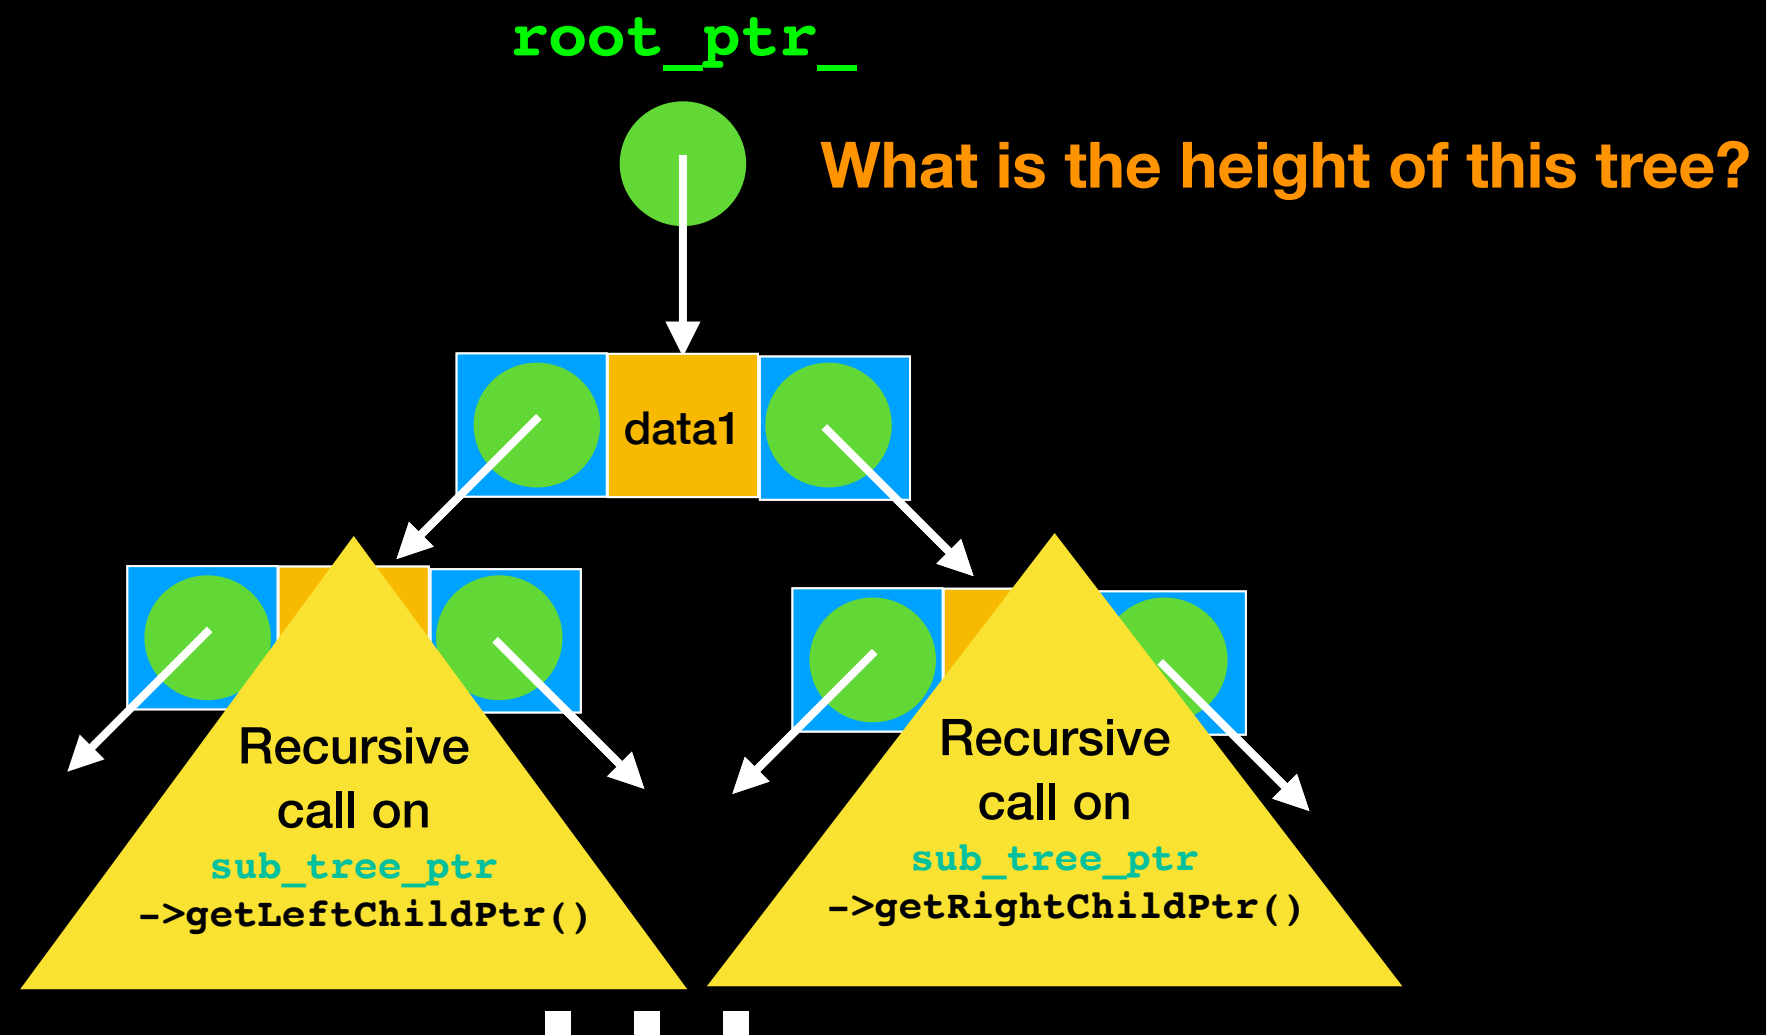 root_ptr_
What is the height of this tree?
data1
Recursive
call on
sub_tree_ptr
->getLeftChildPtr()
Recursive
call on
sub_tree_ptr
->getRightChildPtr()